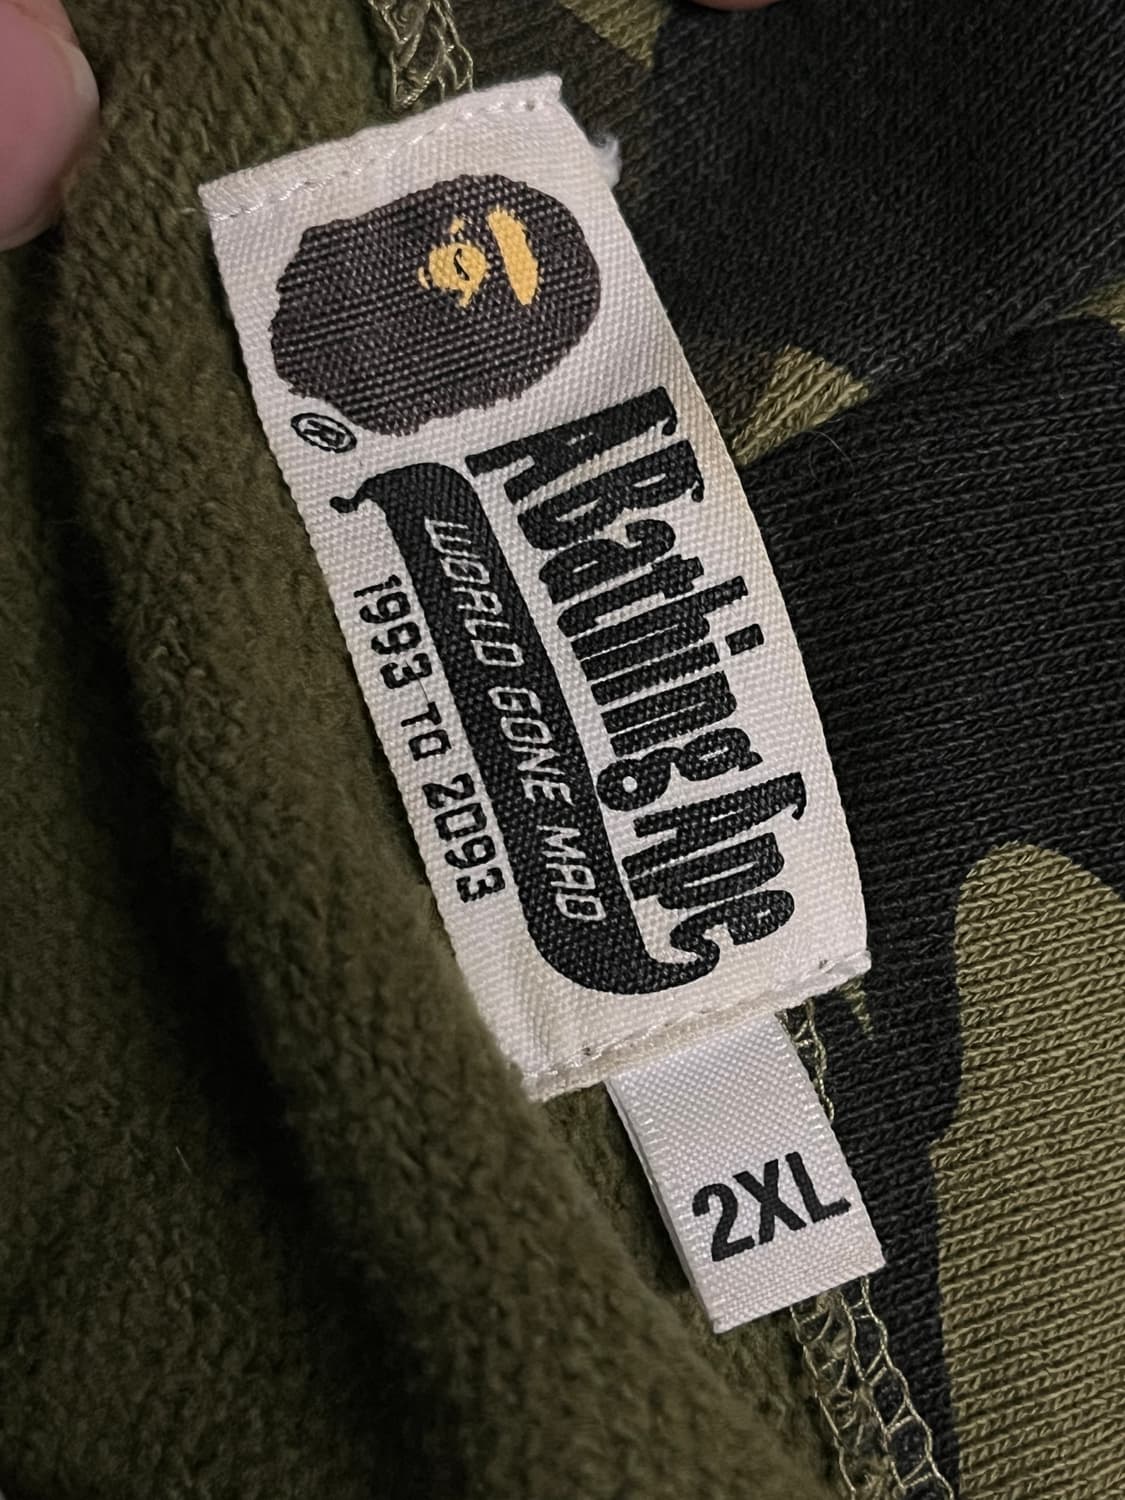 ®
A Bathing Ape
WORLD GONE MAD
1993 TO 2093
2XL